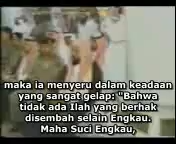 maka ia menyeru dalam keadaan
yang sangat gelap: "Bahwa
tidak ada Ilah yang berhak
disembah selain Engkau.
Maha Suci Engkau,